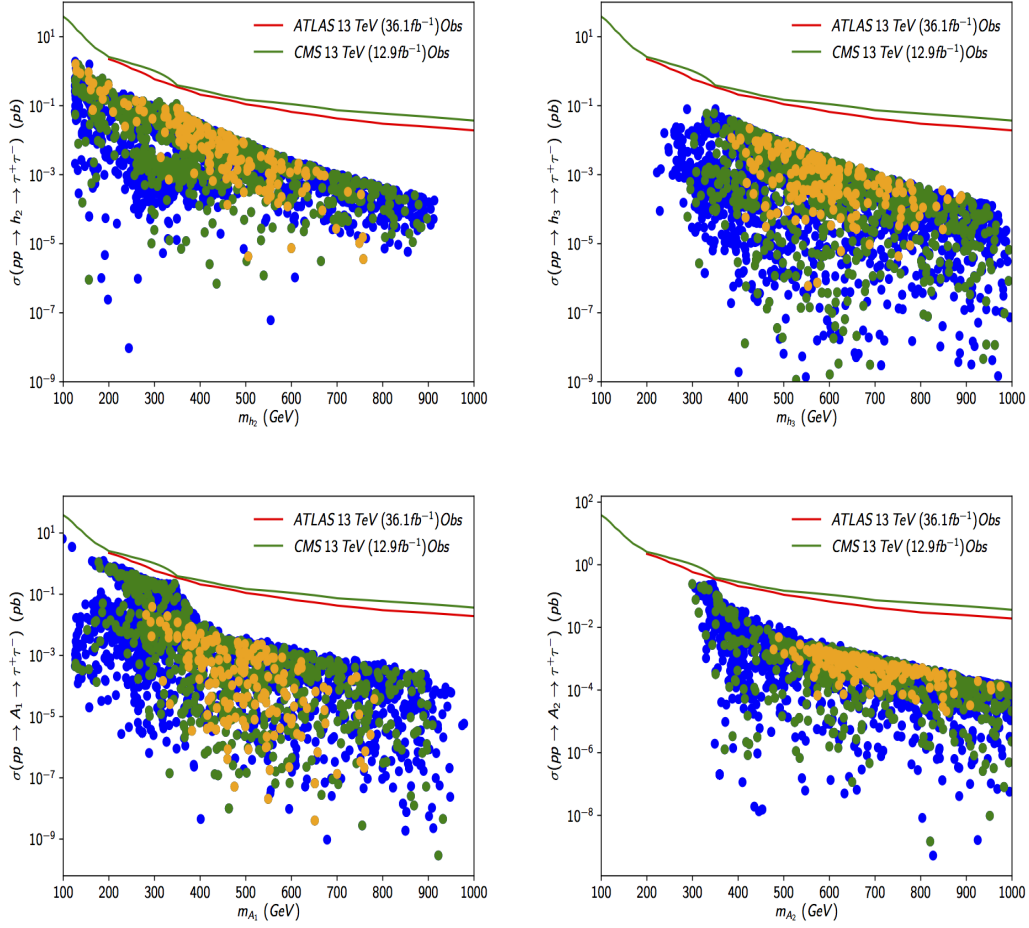 σ(pp → h₂ → τ⁺τ⁻) (pb)
10¹
10⁻¹
10⁻³
10⁻⁵
10⁻⁷
10⁻⁹
ATLAS 13 TeV (36.1fb⁻¹)Obs
CMS 13 TeV (12.9fb⁻¹)Obs
100 200 300 400 500 600 700 800 900 1000
m_h₂ (GeV)
σ(pp → h₃ → τ⁺τ⁻) (pb)
10¹
10⁻¹
10⁻³
10⁻⁵
10⁻⁷
10⁻⁹
ATLAS 13 TeV (36.1fb⁻¹)Obs
CMS 13 TeV (12.9fb⁻¹)Obs
100 200 300 400 500 600 700 800 900 1000
m_h₃ (GeV)
σ(pp → A₁ → τ⁺τ⁻) (pb)
10¹
10⁻¹
10⁻³
10⁻⁵
10⁻⁷
10⁻⁹
ATLAS 13 TeV (36.1fb⁻¹)Obs
CMS 13 TeV (12.9fb⁻¹)Obs
100 200 300 400 500 600 700 800 900 1000
m_A₁ (GeV)
σ(pp → A₂ → τ⁺τ⁻) (pb)
10²
10⁰
10⁻²
10⁻⁴
10⁻⁶
10⁻⁸
ATLAS 13 TeV (36.1fb⁻¹)Obs
CMS 13 TeV (12.9fb⁻¹)Obs
100 200 300 400 500 600 700 800 900 1000
m_A₂ (GeV)